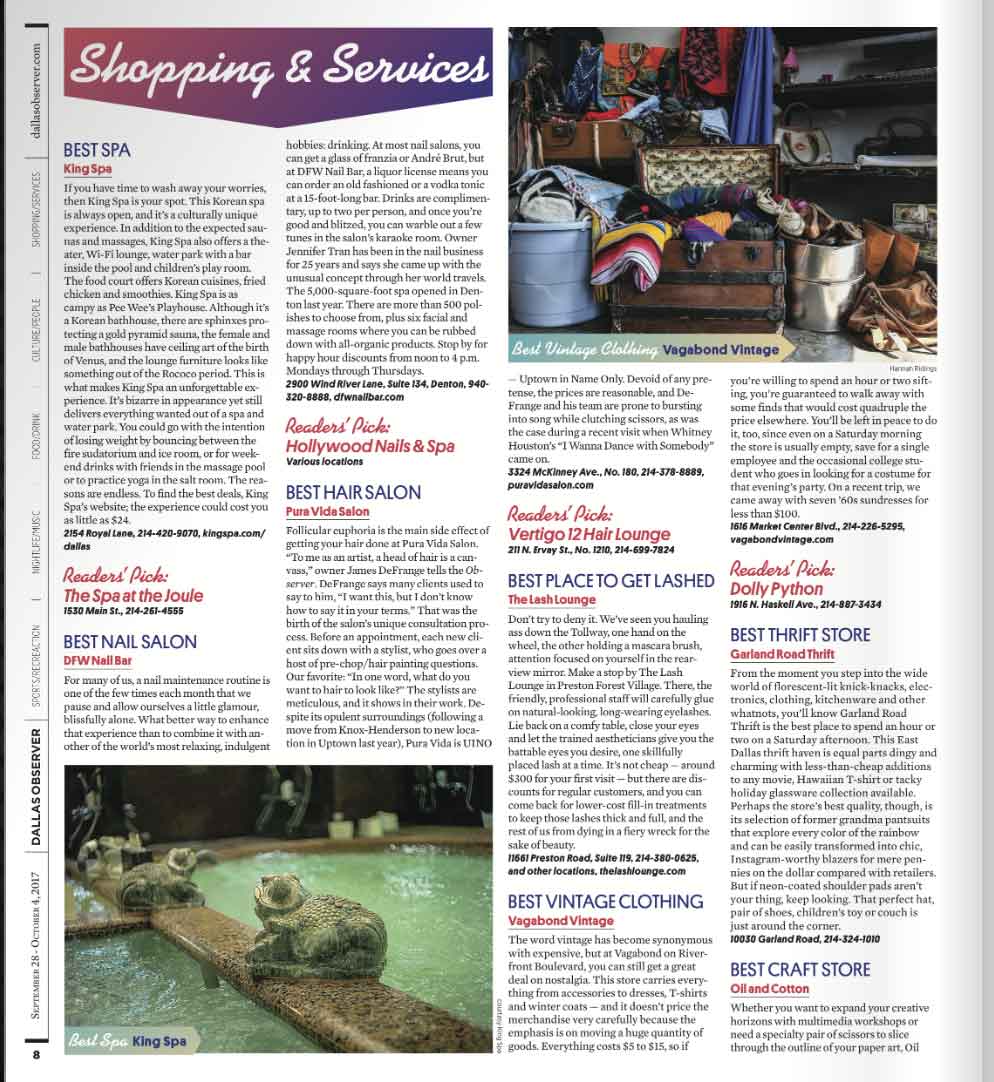 dallasobserver.com
SHOPPING/SERVICES
CULTURE/PEOPLE
FOOD/DRINK
NIGHTLIFE/MUSIC
SPORTS/RECREACTION
DALLAS OBSERVER
SEPTEMBER 28 - OCTOBER 4, 2017
8
Shopping & Services
BEST SPA
King Spa
If you have time to wash away your worries,
then King Spa is your spot. This Korean spa
is always open, and it's a culturally unique
experience. In addition to the expected sau-
nas and massages, King Spa also offers a the-
ater, Wi-Fi lounge, water park with a bar
inside the pool and children's play room.
The food court offers Korean cuisines, fried
chicken and smoothies. King Spa is as
campy as Pee Wee's Playhouse. Although it's
a Korean bathhouse, there are sphinxes pro-
tecting a gold pyramid sauna, the female and
male bathhouses have ceiling art of the birth
of Venus, and the lounge furniture looks like
something out of the Rococo period. This is
what makes King Spa an unforgettable ex-
perience. It's bizarre in appearance yet still
delivers everything wanted out of a spa and
water park. You could go with the intention
of losing weight by bouncing between the
fire sudatorium and ice room, or for week-
end drinks with friends in the massage pool
or to practice yoga in the salt room. The rea-
sons are endless. To find the best deals, King
Spa's website; the experience could cost you
as little as $24.
2154 Royal Lane, 214-420-9070, kingspa.com/
dallas
Readers' Pick:
The Spa at the Joule
1530 Main St., 214-261-4555
BEST NAIL SALON
DFW Nail Bar
For many of us, a nail maintenance routine is
one of the few times each month that we
pause and allow ourselves a little glamour,
blissfully alone. What better way to enhance
that experience than to combine it with an-
other of the world's most relaxing, indulgent
hobbies: drinking. At most nail salons, you
can get a glass of franzia or André Brut, but
at DFW Nail Bar, a liquor license means you
can order an old fashioned or a vodka tonic
at a 15-foot-long bar. Drinks are complimen-
tary, up to two per person, and once you're
good and blitzed, you can warble out a few
tunes in the salon's karaoke room. Owner
Jennifer Tran has been in the nail business
for 25 years and says she came up with the
unusual concept through her world travels.
The 5,000-square-foot spa opened in Den-
ton last year. There are more than 500 pol-
ishes to choose from, plus six facial and
massage rooms where you can be rubbed
down with all-organic products. Stop by for
happy hour discounts from noon to 4 p.m.
Mondays through Thursdays.
2900 Wind River Lane, Suite 134, Denton, 940-
320-8868, dfwnailbar.com
Readers' Pick:
Hollywood Nails & Spa
Various locations
BEST HAIR SALON
Pura Vida Salon
Follicular euphoria is the main side effect of
getting your hair done at Pura Vida Salon.
"To me as an artist, a head of hair is a can-
vass," owner James DeFrange tells the Ob-
server. DeFrange says many clients used to
say to him, "I want this, but I don't know
how to say it in your terms." That was the
birth of the salon's unique consultation pro-
cess. Before an appointment, each new cli-
ent sits down with a stylist, who goes over a
host of pre-chop/hair painting questions.
Our favorite: "In one word, what do you
want to hair to look like?" The stylists are
meticulous, and it shows in their work. De-
spite its opulent surroundings (following a
move from Knox-Henderson to new loca-
tion in Uptown last year), Pura Vida is UINO
Best Spa King Spa
courtesy King Spa
Best Vintage Clothing Vagabond Vintage
Hannah Ridings
— Uptown in Name Only. Devoid of any pre-
tense, the prices are reasonable, and De-
Frange and his team are prone to bursting
into song while clutching scissors, as was
the case during a recent visit when Whitney
Houston's "I Wanna Dance with Somebody"
came on.
3324 McKinney Ave., No. 180, 214-378-8889,
puravidasalon.com
Readers' Pick:
Vertigo 12 Hair Lounge
211 N. Ervay St., No. 1210, 214-699-7824
BEST PLACE TO GET LASHED
The Lash Lounge
Don't try to deny it. We've seen you hauling
ass down the Tollway, one hand on the
wheel, the other holding a mascara brush,
attention focused on yourself in the rear-
view mirror. Make a stop by The Lash
Lounge in Preston Forest Village. There, the
friendly, professional staff will carefully glue
on natural-looking, long-wearing eyelashes.
Lie back on a comfy table, close your eyes
and let the trained aestheticians give you the
battable eyes you desire, one skillfully
placed lash at a time. It's not cheap — around
$300 for your first visit — but there are dis-
counts for regular customers, and you can
come back for lower-cost fill-in treatments
to keep those lashes thick and full, and the
rest of us from dying in a fiery wreck for the
sake of beauty.
11661 Preston Road, Suite 119, 214-380-0625,
and other locations, thelashlounge.com
BEST VINTAGE CLOTHING
Vagabond Vintage
The word vintage has become synonymous
with expensive, but at Vagabond on River-
front Boulevard, you can still get a great
deal on nostalgia. This store carries every-
thing from accessories to dresses, T-shirts
and winter coats — and it doesn't price the
merchandise very carefully because the
emphasis is on moving a huge quantity of
goods. Everything costs $5 to $15, so if
you're willing to spend an hour or two sift-
ing, you're guaranteed to walk away with
some finds that would cost quadruple the
price elsewhere. You'll be left in peace to do
it, too, since even on a Saturday morning
the store is usually empty, save for a single
employee and the occasional college stu-
dent who goes in looking for a costume for
that evening's party. On a recent trip, we
came away with seven '60s sundresses for
less than $100.
1616 Market Center Blvd., 214-226-5295,
vagabondvintage.com
Readers' Pick:
Dolly Python
1916 N. Haskell Ave., 214-887-3434
BEST THRIFT STORE
Garland Road Thrift
From the moment you step into the wide
world of florescent-lit knick-knacks, elec-
tronics, clothing, kitchenware and other
whatnots, you'll know Garland Road
Thrift is the best place to spend an hour or
two on a Saturday afternoon. This East
Dallas thrift haven is equal parts dingy and
charming with less-than-cheap additions
to any movie, Hawaiian T-shirt or tacky
holiday glassware collection available.
Perhaps the store's best quality, though, is
its selection of former grandma pantsuits
that explore every color of the rainbow
and can be easily transformed into chic,
Instagram-worthy blazers for mere pen-
nies on the dollar compared with retailers.
But if neon-coated shoulder pads aren't
your thing, keep looking. That perfect hat,
pair of shoes, children's toy or couch is
just around the corner.
10030 Garland Road, 214-324-1010
BEST CRAFT STORE
Oil and Cotton
Whether you want to expand your creative
horizons with multimedia workshops or
need a specialty pair of scissors to slice
through the outline of your paper art, Oil